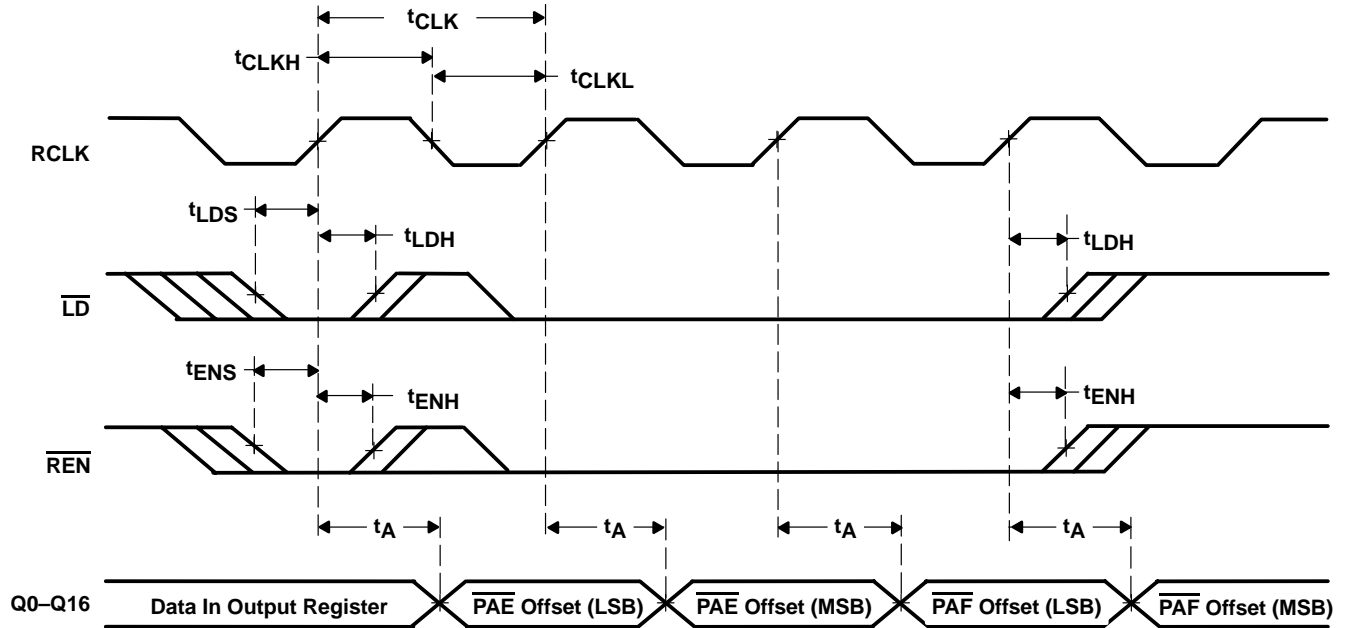 tCLK
tCLKH
tCLKL
RCLK
tLDS
tLDH
tLDH
LD
tENS
tENH
tENH
REN
tA
tA
tA
tA
Q0–Q16
Data In Output Register
PAE Offset (LSB)
PAE Offset (MSB)
PAF Offset (LSB)
PAF Offset (MSB)